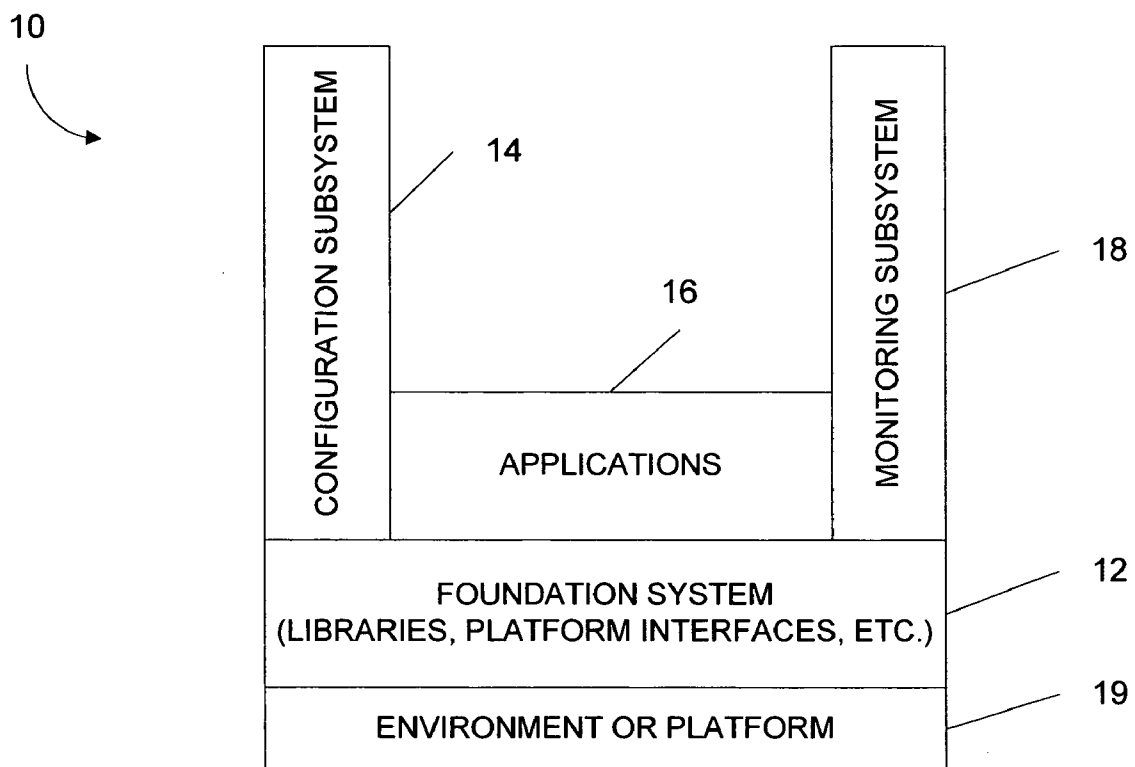 10
CONFIGURATION SUBSYSTEM
14
MONITORING SUBSYSTEM
18
16
APPLICATIONS
12
FOUNDATION SYSTEM
(LIBRARIES, PLATFORM INTERFACES, ETC.)
19
ENVIRONMENT OR PLATFORM